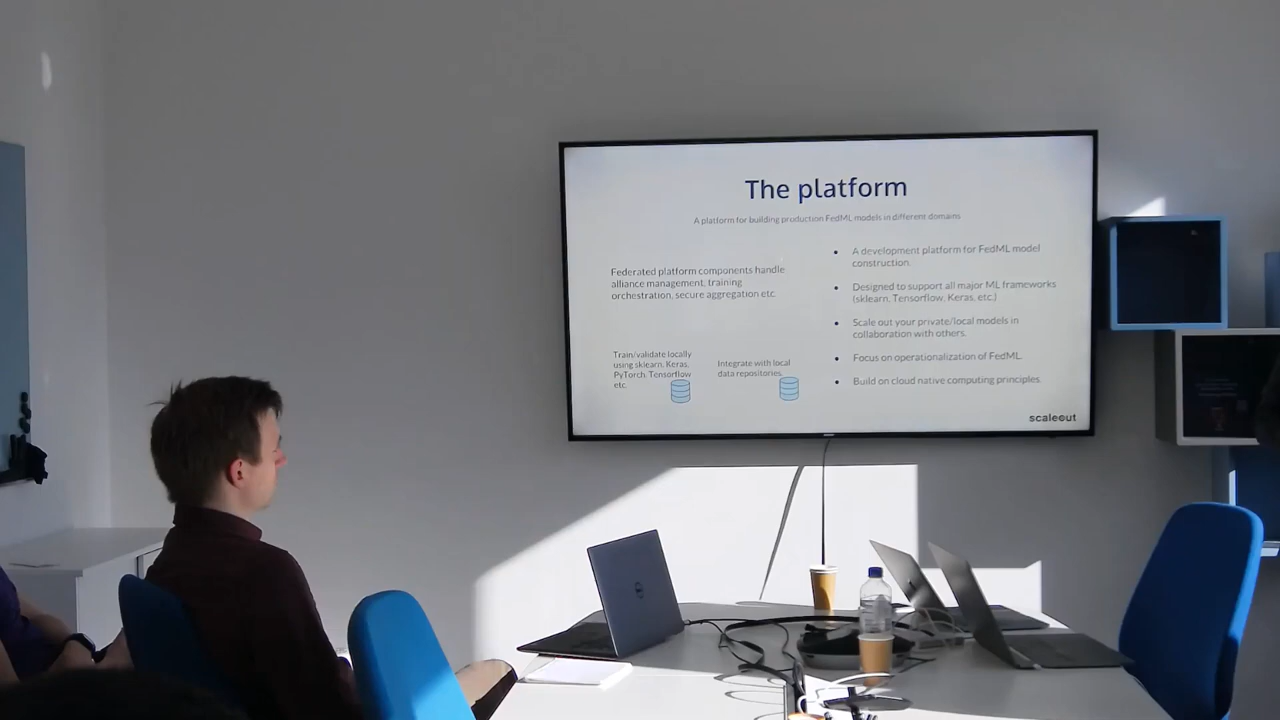 The platform
A platform for building production FedML models in different domains
Federated platform components handle
alliance management, training
orchestration, secure aggregation etc.
Train/validate locally
using sklearn, Keras,
PyTorch, Tensorflow
etc.
Integrate with local
data repositories.
A development platform for FedML model
construction.
Designed to support all major ML frameworks
(sklearn, Tensorflow, Keras, etc.)
Scale out your private/local models in
collaboration with others.
Focus on operationalization of FedML.
Build on cloud native computing principles.
scaleout
DELL